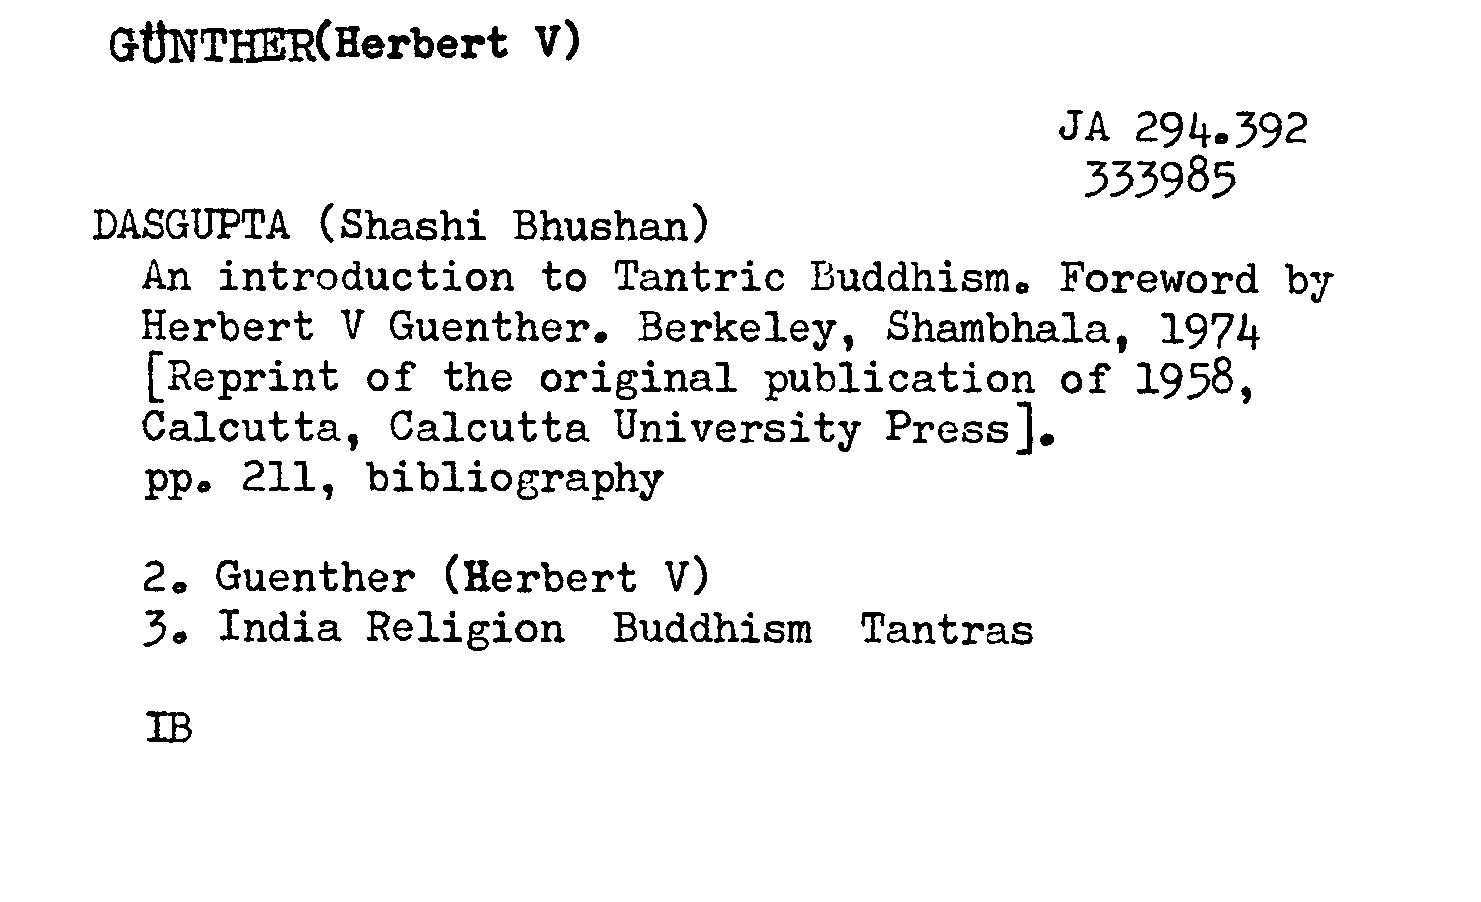 GÜNTHER(Herbert V)
JA 294.392
333985
DASGUPTA (Shashi Bhushan)
An introduction to Tantric Buddhism. Foreword by
Herbert V Guenther. Berkeley, Shambhala, 1974
[Reprint of the original publication of 1958,
Calcutta, Calcutta University Press].
pp. 211, bibliography
2. Guenther (Herbert V)
3. India Religion Buddhism Tantras
IB